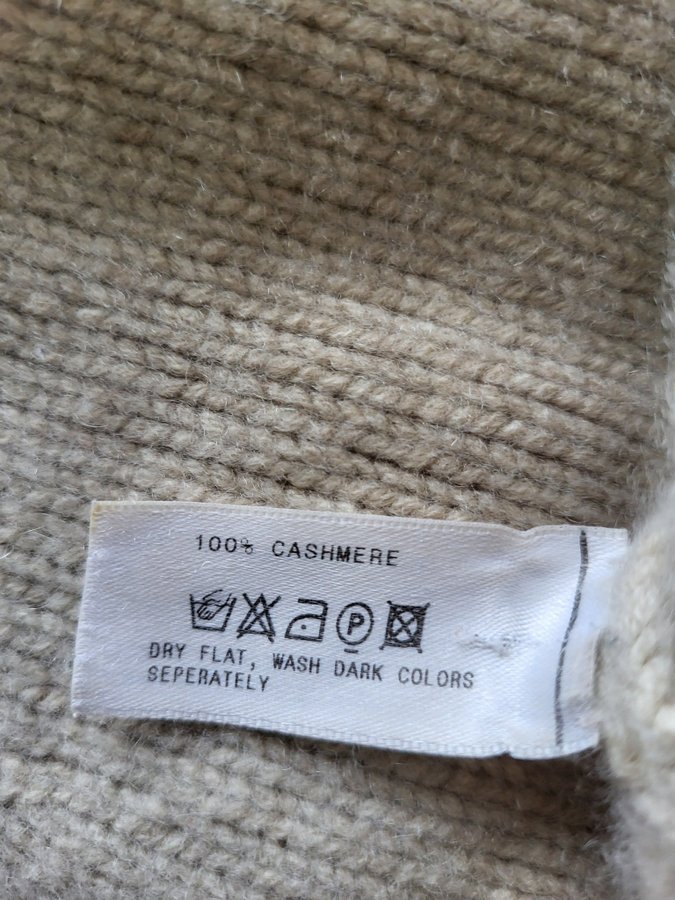 100% CASHMERE
P
DRY FLAT, WASH DARK COLORS
SEPERATELY